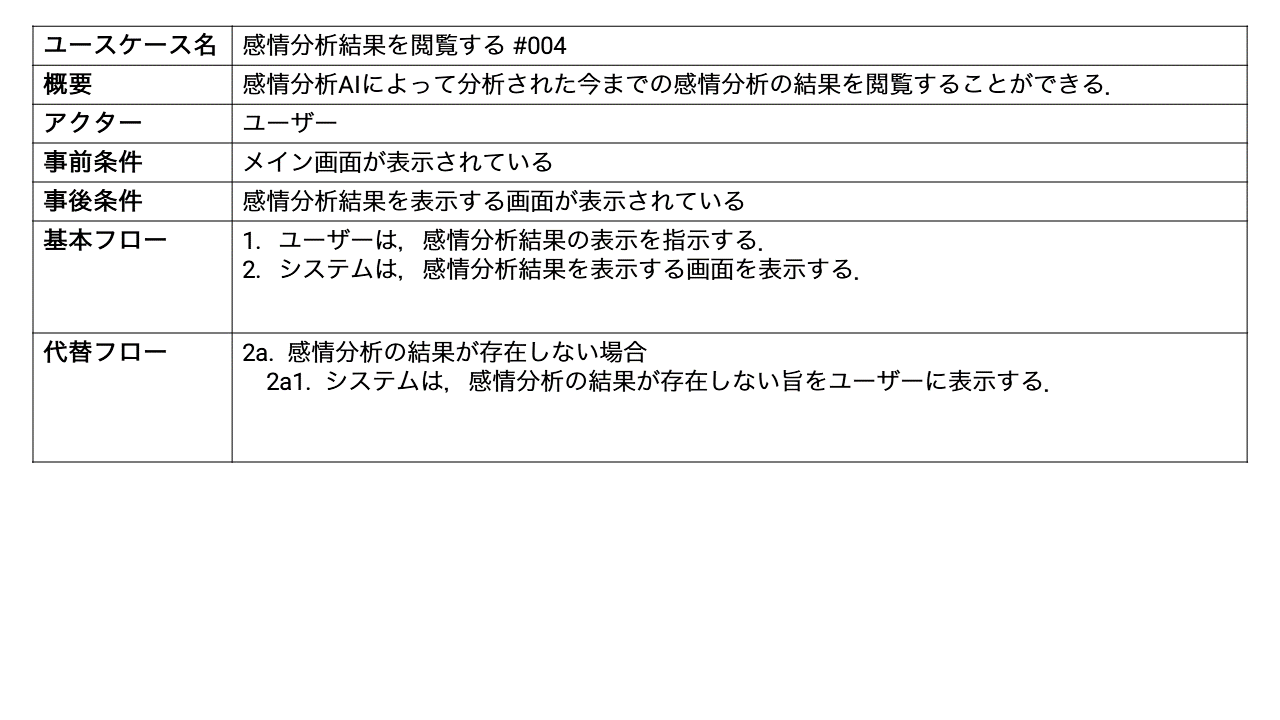 ユースケース名 感情分析結果を閲覧する #004
概要 感情分析AIによって分析された今までの感情分析の結果を閲覧することができる．
アクター ユーザー
事前条件 メイン画面が表示されている
事後条件 感情分析結果を表示する画面が表示されている
基本フロー 1. ユーザーは，感情分析結果の表示を指示する．
2. システムは，感情分析結果を表示する画面を表示する．
代替フロー 2a. 感情分析の結果が存在しない場合
2a1. システムは，感情分析の結果が存在しない旨をユーザーに表示する．